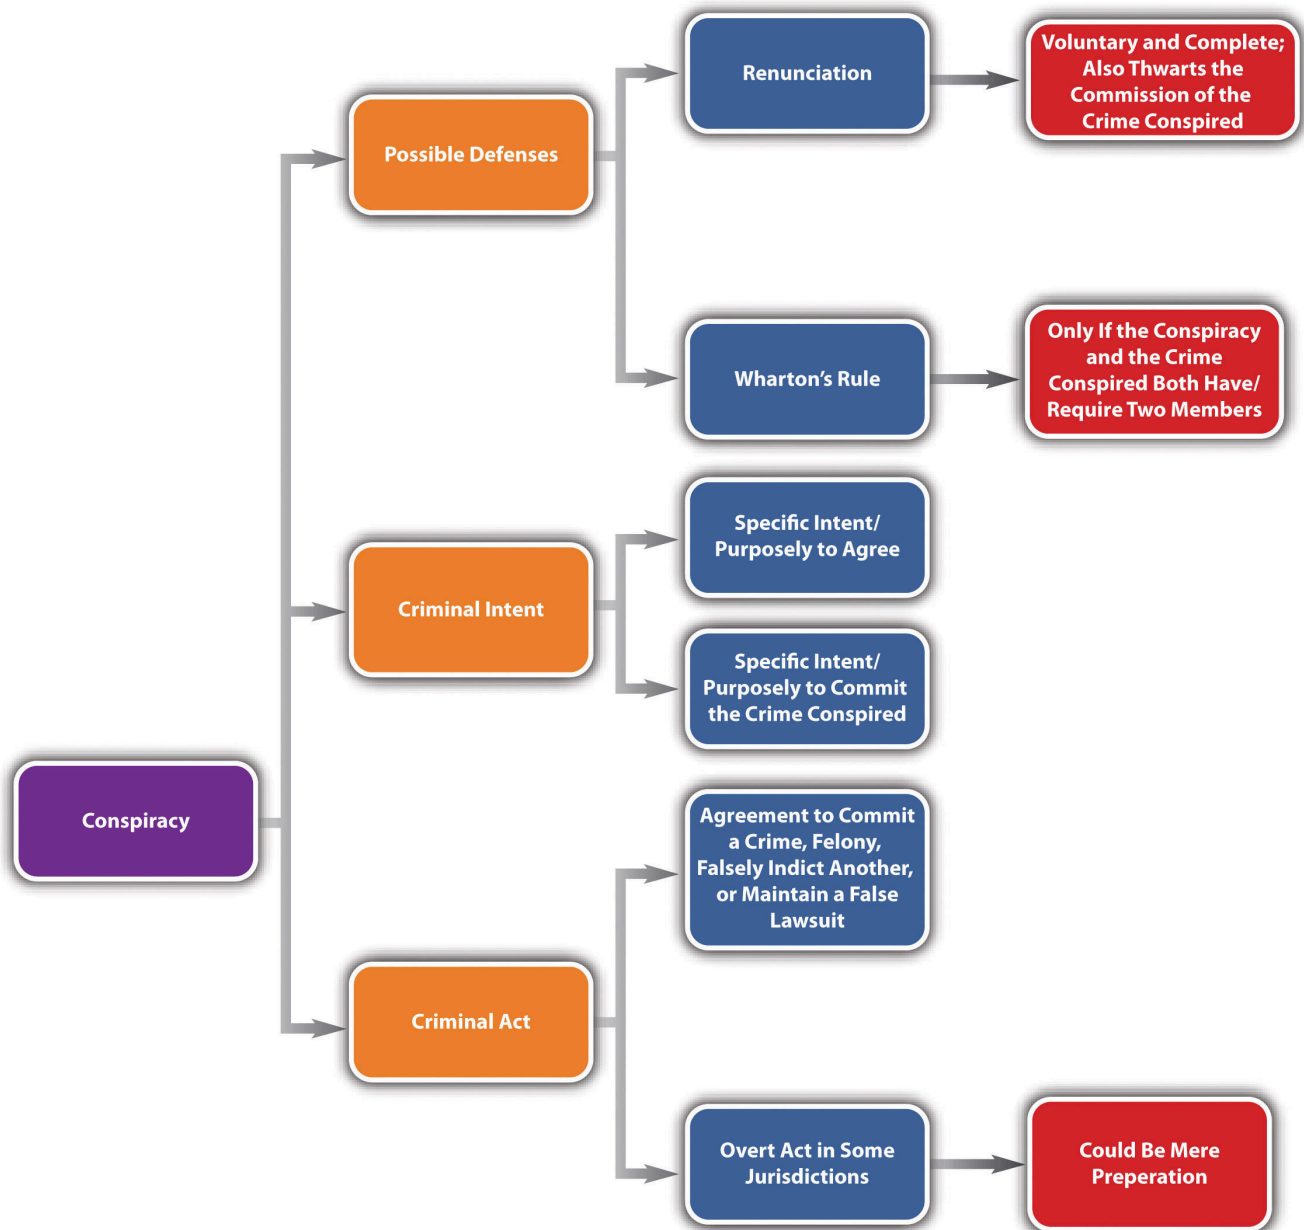 Renunciation
Voluntary and Complete;
Also Thwarts the
Commission of the
Crime Conspired
Possible Defenses
Wharton's Rule
Only If the Conspiracy
and the Crime
Conspired Both Have/
Require Two Members
Specific Intent/
Purposely to Agree
Criminal Intent
Specific Intent/
Purposely to Commit
the Crime Conspired
Conspiracy
Agreement to Commit
a Crime, Felony,
Falsely Indict Another,
or Maintain a False
Lawsuit
Criminal Act
Overt Act in Some
Jurisdictions
Could Be Mere
Preperation